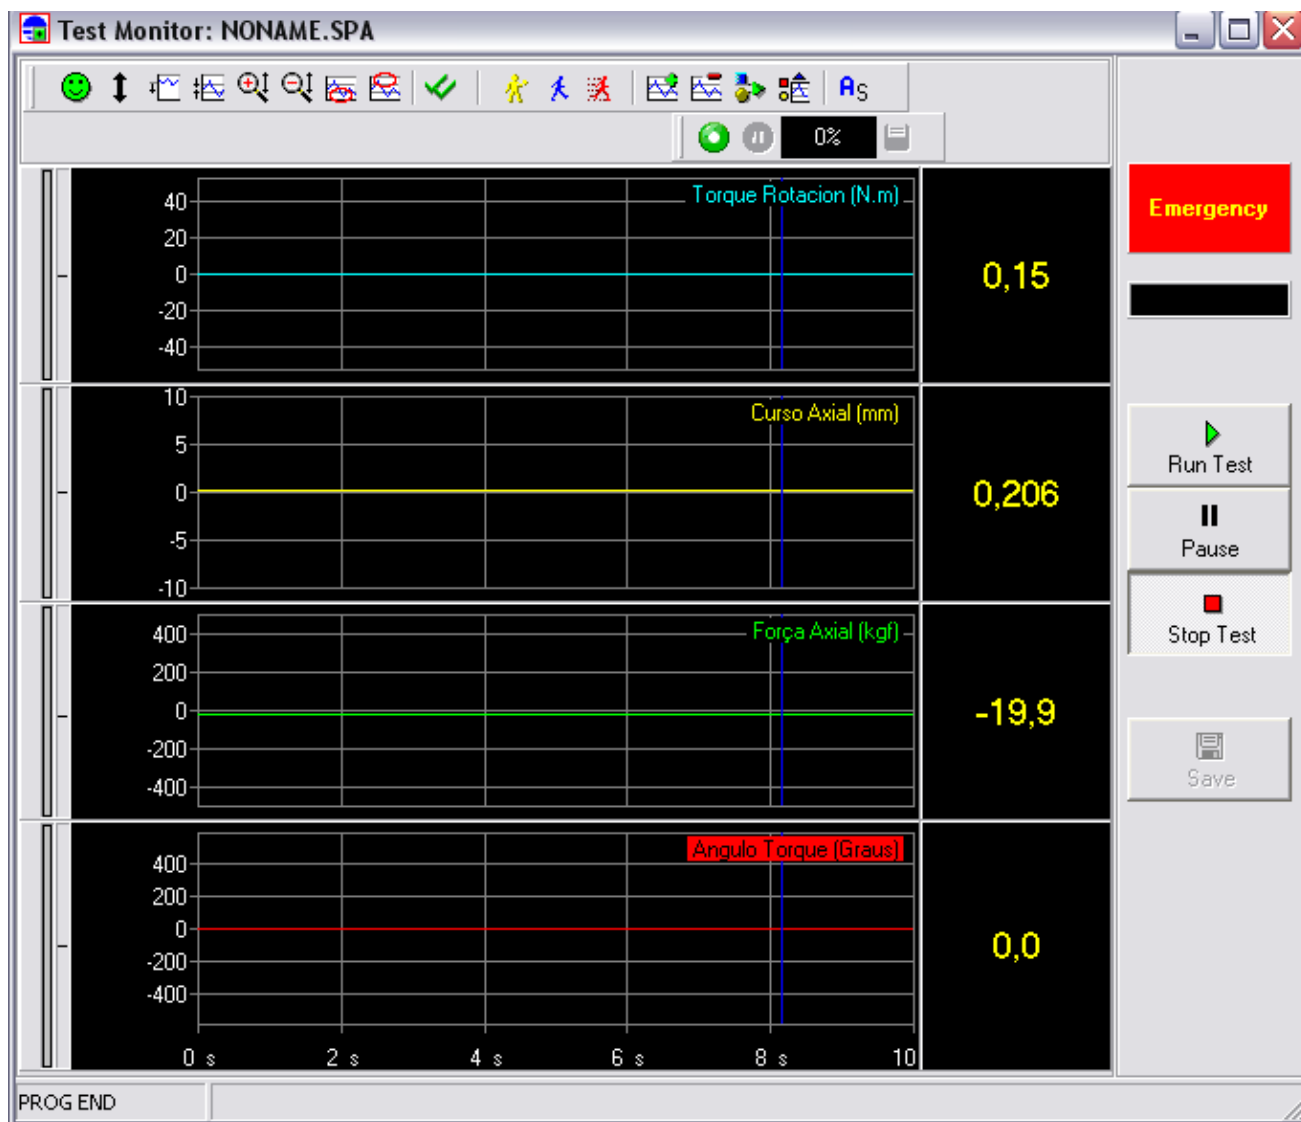 Test Monitor: NONAME.SPA
As
0%
Torque Rotacion (N.m)
40
20
0
-20
-40
0,15
Emergency
Curso Axial (mm)
10
5
0
-5
-10
0,206
Run Test
Pause
Stop Test
Força Axial (kgf)
400
200
0
-200
-400
-19,9
Save
Angulo Torque (Graus)
400
200
0
-200
-400
0,0
0 s 2 s 4 s 6 s 8 s 10
PROG END